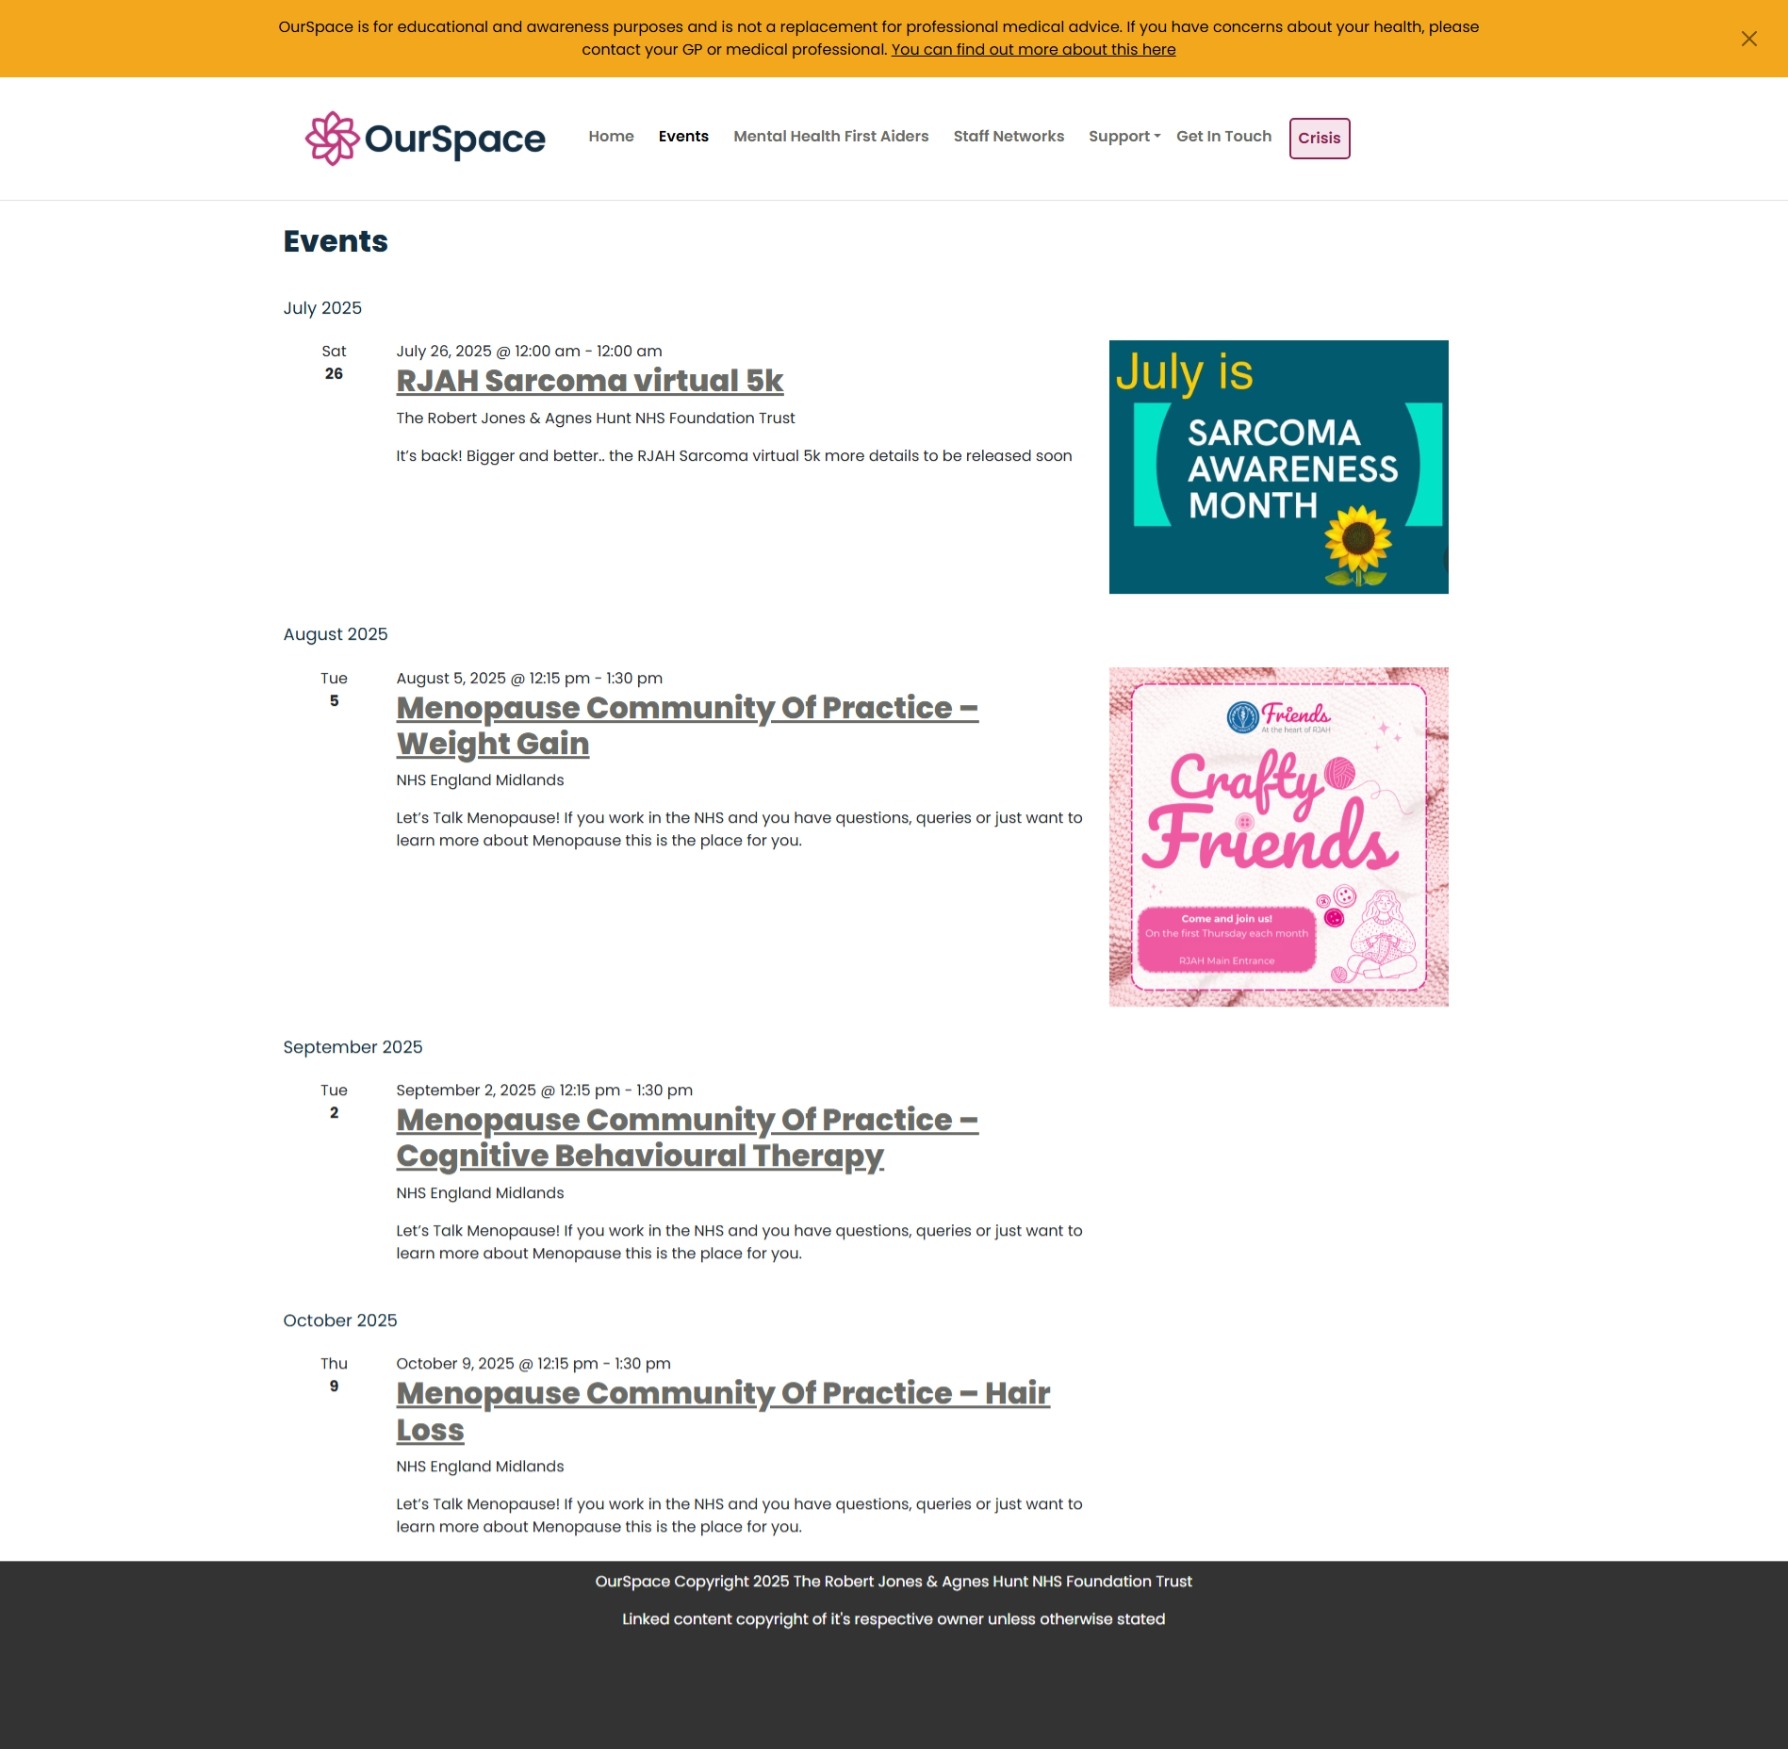 OurSpace is for educational and awareness purposes and is not a replacement for professional medical advice. If you have concerns about your health, please
contact your GP or medical professional. You can find out more about this here
OurSpace
Home
Events
Mental Health First Aiders
Staff Networks
Support
Get In Touch
Crisis
Events
July 2025
Sat
26
July 26, 2025 @ 12:00 am - 12:00 am
RJAH Sarcoma virtual 5k
The Robert Jones & Agnes Hunt NHS Foundation Trust
It's back! Bigger and better.. the RJAH Sarcoma virtual 5k more details to be released soon
July is
SARCOMA
AWARENESS
MONTH
August 2025
Tue
5
August 5, 2025 @ 12:15 pm - 1:30 pm
Menopause Community Of Practice –
Weight Gain
NHS England Midlands
Let's Talk Menopause! If you work in the NHS and you have questions, queries or just want to
learn more about Menopause this is the place for you.
Friends
At the heart of RJAH
Crafty
Friends
Come and join us!
On the first Thursday each month
RJAH Main Entrance
September 2025
Tue
2
September 2, 2025 @ 12:15 pm - 1:30 pm
Menopause Community Of Practice –
Cognitive Behavioural Therapy
NHS England Midlands
Let's Talk Menopause! If you work in the NHS and you have questions, queries or just want to
learn more about Menopause this is the place for you.
October 2025
Thu
9
October 9, 2025 @ 12:15 pm - 1:30 pm
Menopause Community Of Practice – Hair
Loss
NHS England Midlands
Let's Talk Menopause! If you work in the NHS and you have questions, queries or just want to
learn more about Menopause this is the place for you.
OurSpace Copyright 2025 The Robert Jones & Agnes Hunt NHS Foundation Trust
Linked content copyright of it's respective owner unless otherwise stated